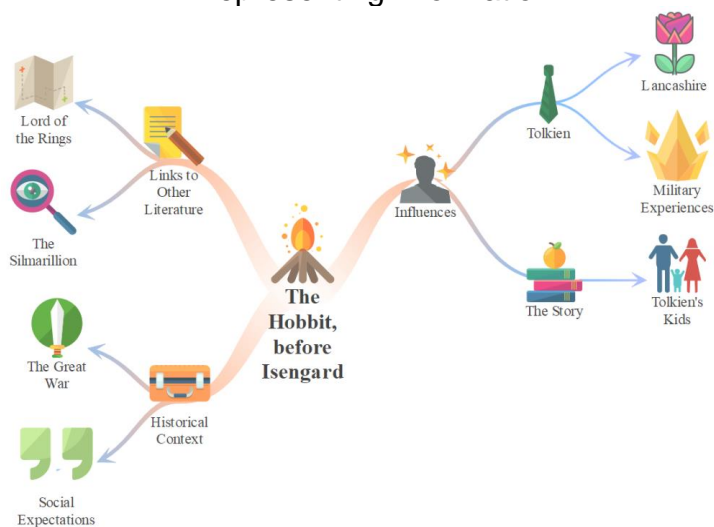 Lord
of the
Rings
The
Silmarillion
Links to
Other
Literature
The
Hobbit,
before
Isengard
The Great
War
Social
Expectations
Historical
Context
Influences
Tolkien
Lancashire
Military
Experiences
The Story
Tolkien's
Kids